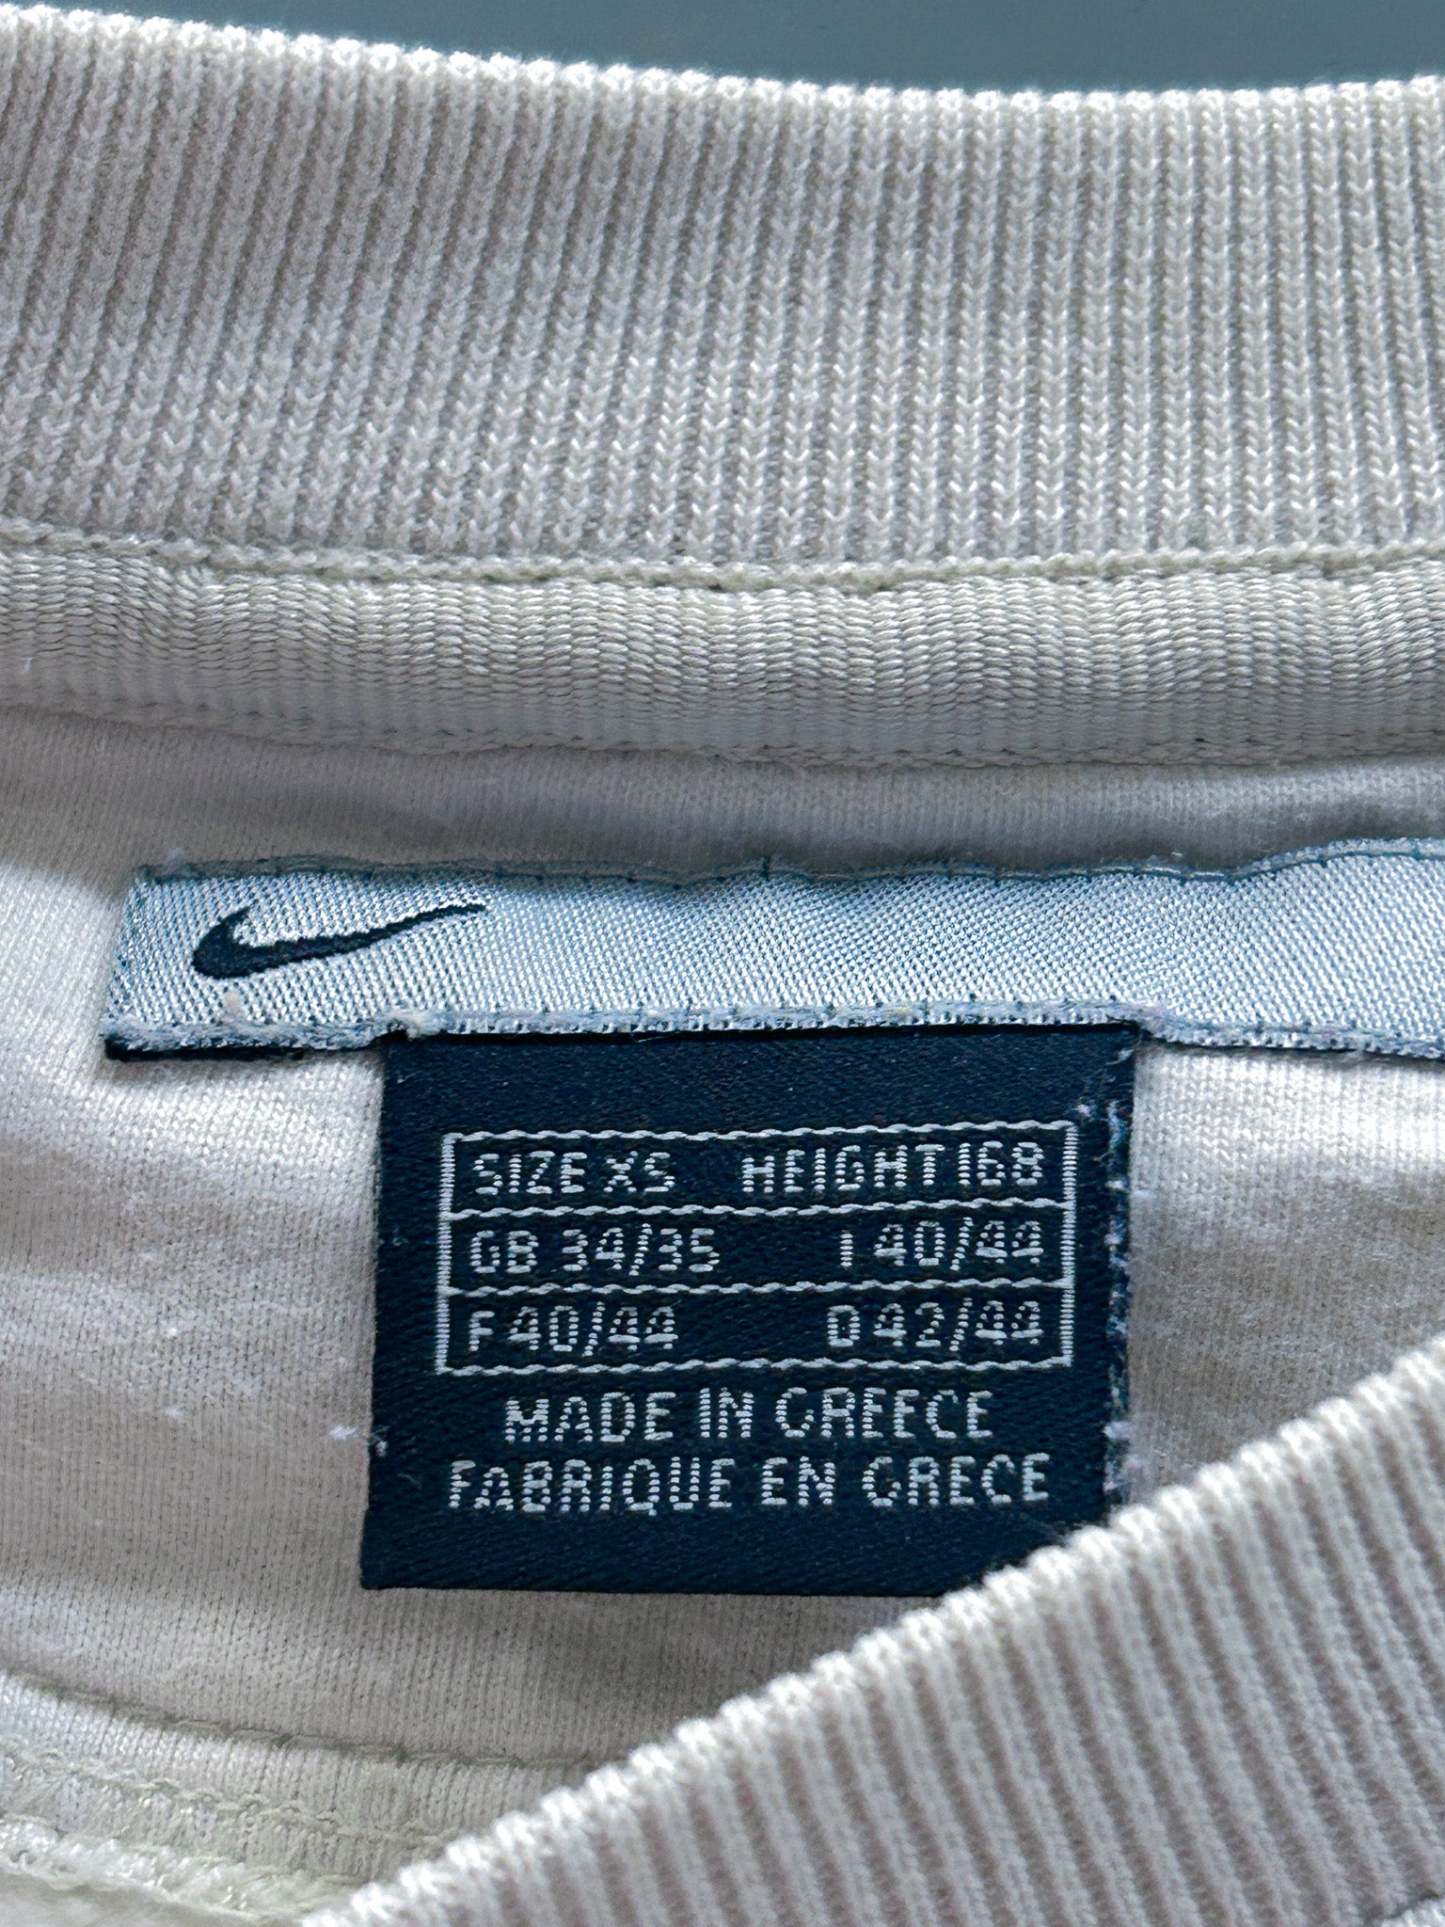 SIZE XS HEIGHT 168
GB 34/35 I 40/44
F 40/44 D 42/44
MADE IN GREECE
FABRIQUE EN GRECE